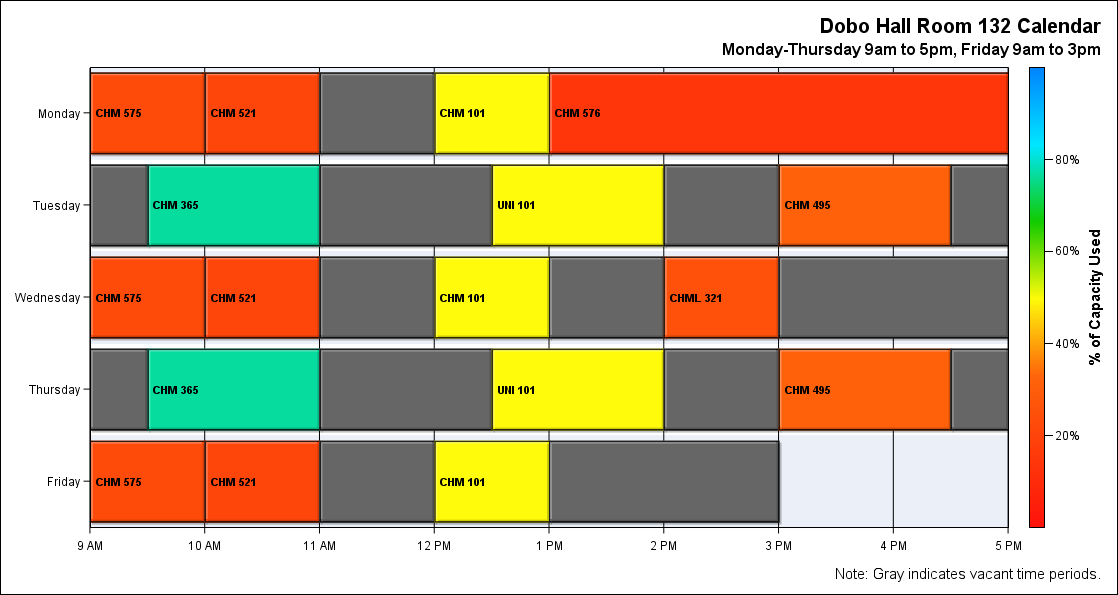 Dobo Hall Room 132 Calendar
Monday-Thursday 9am to 5pm, Friday 9am to 3pm
Monday
CHM 575
CHM 521
CHM 101
CHM 576
Tuesday
CHM 365
UNI 101
CHM 495
Wednesday
CHM 575
CHM 521
CHM 101
CHML 321
Thursday
CHM 365
UNI 101
CHM 495
Friday
CHM 575
CHM 521
CHM 101
9 AM
10 AM
11 AM
12 PM
1 PM
2 PM
3 PM
4 PM
5 PM
80%
60%
40%
20%
% of Capacity Used
Note: Gray indicates vacant time periods.